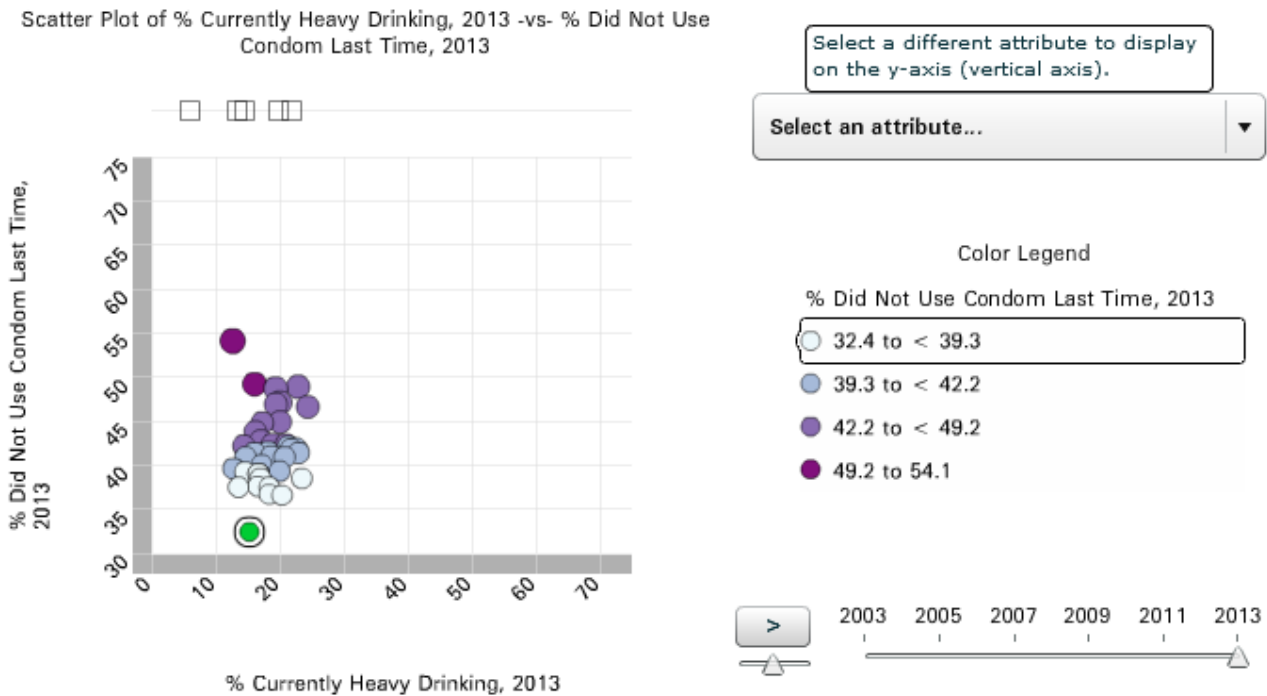 Scatter Plot of % Currently Heavy Drinking, 2013 -vs- % Did Not Use
Condom Last Time, 2013
Select a different attribute to display
on the y-axis (vertical axis).
Select an attribute...
% Did Not Use Condom Last Time,
2013
75
70
65
60
55
50
45
40
35
30
0
10
20
30
40
50
60
70
% Currently Heavy Drinking, 2013
Color Legend
% Did Not Use Condom Last Time, 2013
32.4 to < 39.3
39.3 to < 42.2
42.2 to < 49.2
49.2 to 54.1
>
2003 2005 2007 2009 2011 2013